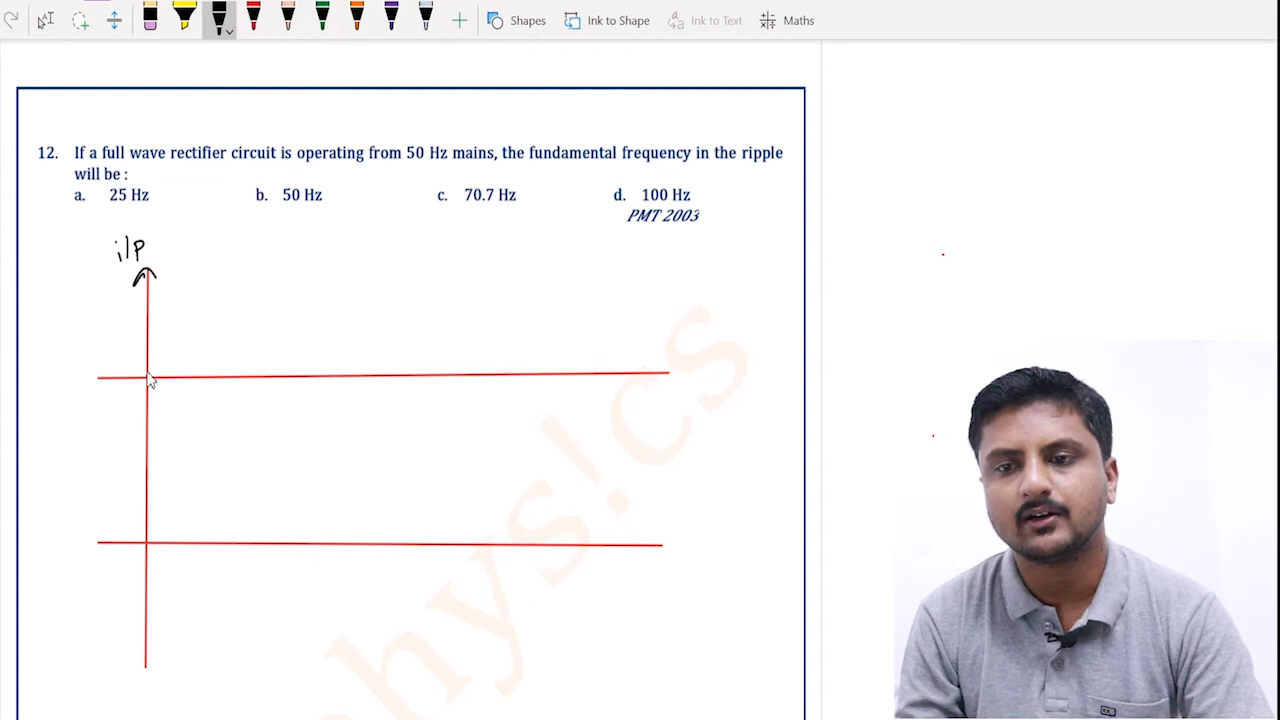 Shapes Ink to Shape Ink to Text Maths
12. If a full wave rectifier circuit is operating from 50 Hz mains, the fundamental frequency in the ripple
will be :
a. 25 Hz b. 50 Hz c. 70.7 Hz d. 100 Hz
PMT 2003
i/p
hys!cs